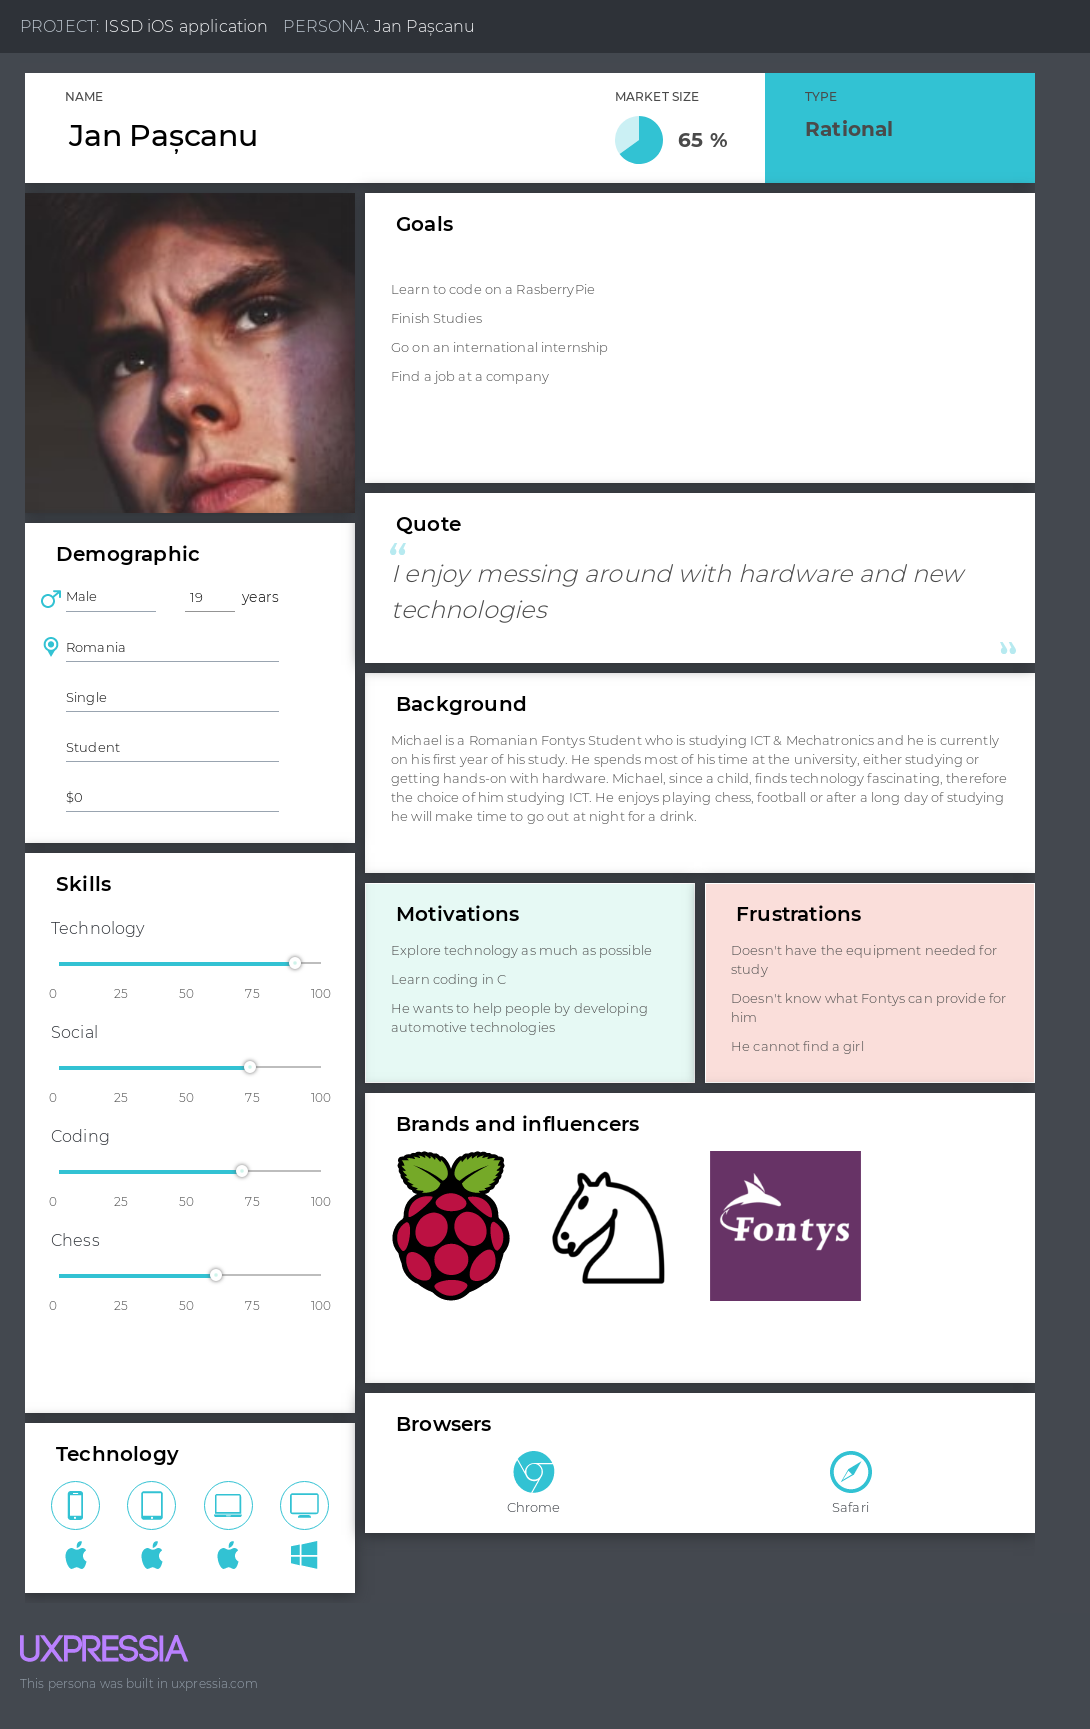 PROJECT: ISSD iOS application PERSONA: Jan Pașcanu
NAME
Jan Pașcanu
MARKET SIZE
65 %
TYPE
Rational
Goals
Learn to code on a RasberryPie
Finish Studies
Go on an international internship
Find a job at a company
Quote
“
I enjoy messing around with hardware and new
technologies
”
Demographic
Male 19 years
Romania
Single
Student
$0
Background
Michael is a Romanian Fontys Student who is studying ICT & Mechatronics and he is currently
on his first year of his study. He spends most of his time at the university, either studying or
getting hands-on with hardware. Michael, since a child, finds technology fascinating, therefore
the choice of him studying ICT. He enjoys playing chess, football or after a long day of studying
he will make time to go out at night for a drink.
Skills
Technology
0 25 50 75 100
Social
0 25 50 75 100
Coding
0 25 50 75 100
Chess
0 25 50 75 100
Motivations
Explore technology as much as possible
Learn coding in C
He wants to help people by developing
automotive technologies
Frustrations
Doesn't have the equipment needed for
study
Doesn't know what Fontys can provide for
him
He cannot find a girl
Brands and influencers
Fontys
Technology
Browsers
Chrome
Safari
UXPRESSIA
This persona was built in uxpressia.com